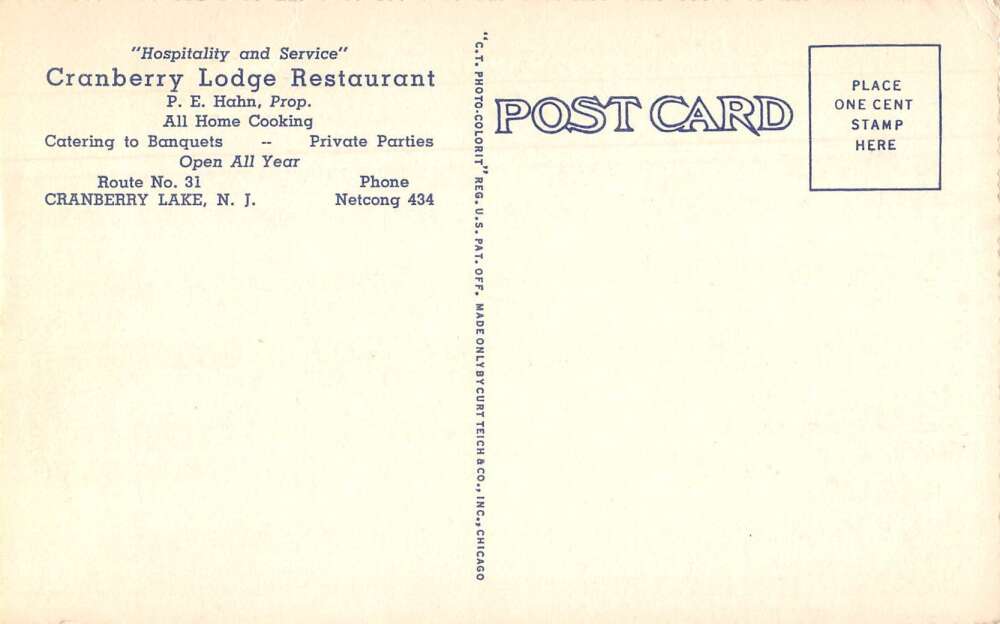 "Hospitality and Service"
Cranberry Lodge Restaurant
P. E. Hahn, Prop.
All Home Cooking
Catering to Banquets -- Private Parties
Open All Year
Route No. 31 Phone
CRANBERRY LAKE, N. J. Netcong 434
"C.T. PHOTO-COLORIT" REG. U.S. PAT. OFF. MADE ONLY BY CURT TEICH & CO., INC., CHICAGO
POST CARD
PLACE
ONE CENT
STAMP
HERE